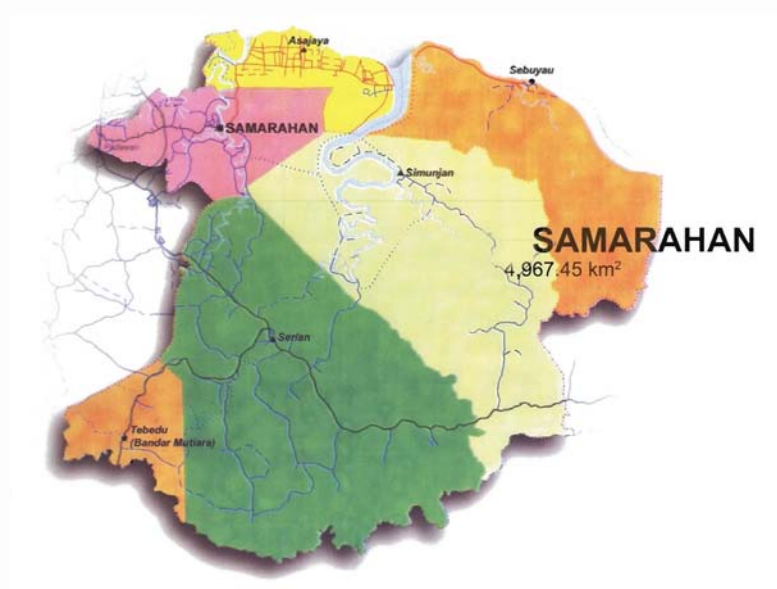 Asajaya
Sebuyau
SAMARAHAN
Simunjan
SAMARAHAN
4,967.45 km²
Serian
Tebedu
(Bandar Mutiara)